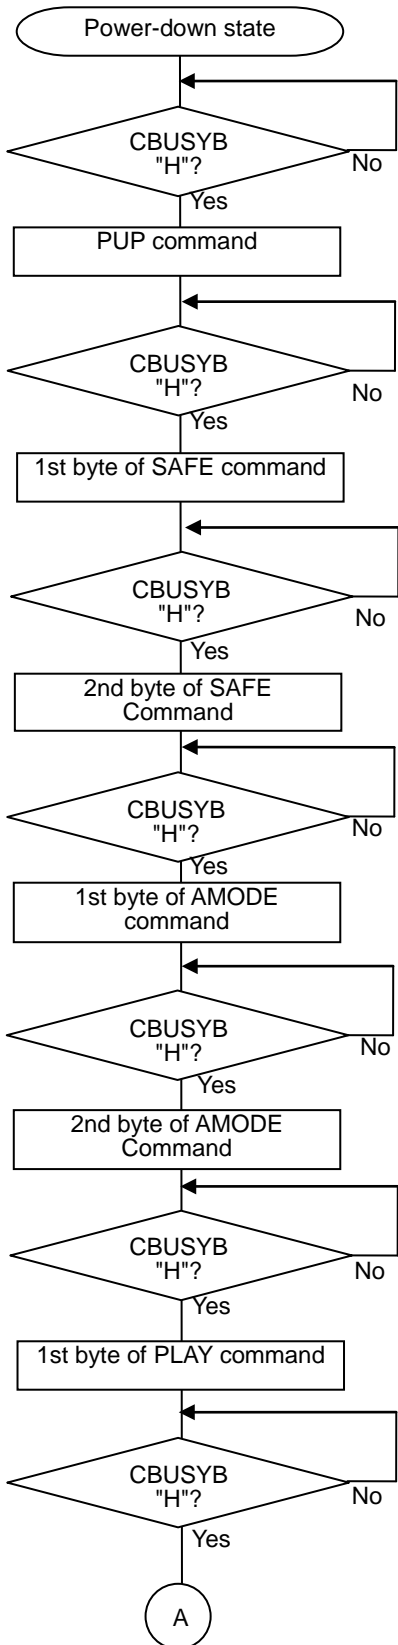 Power-down state
CBUSYB
"H"?
No
Yes
PUP command
CBUSYB
"H"?
No
Yes
1st byte of SAFE command
CBUSYB
"H"?
No
Yes
2nd byte of SAFE
Command
CBUSYB
"H"?
No
Yes
1st byte of AMODE
command
CBUSYB
"H"?
No
Yes
2nd byte of AMODE
Command
CBUSYB
"H"?
No
Yes
1st byte of PLAY command
CBUSYB
"H"?
No
Yes
A